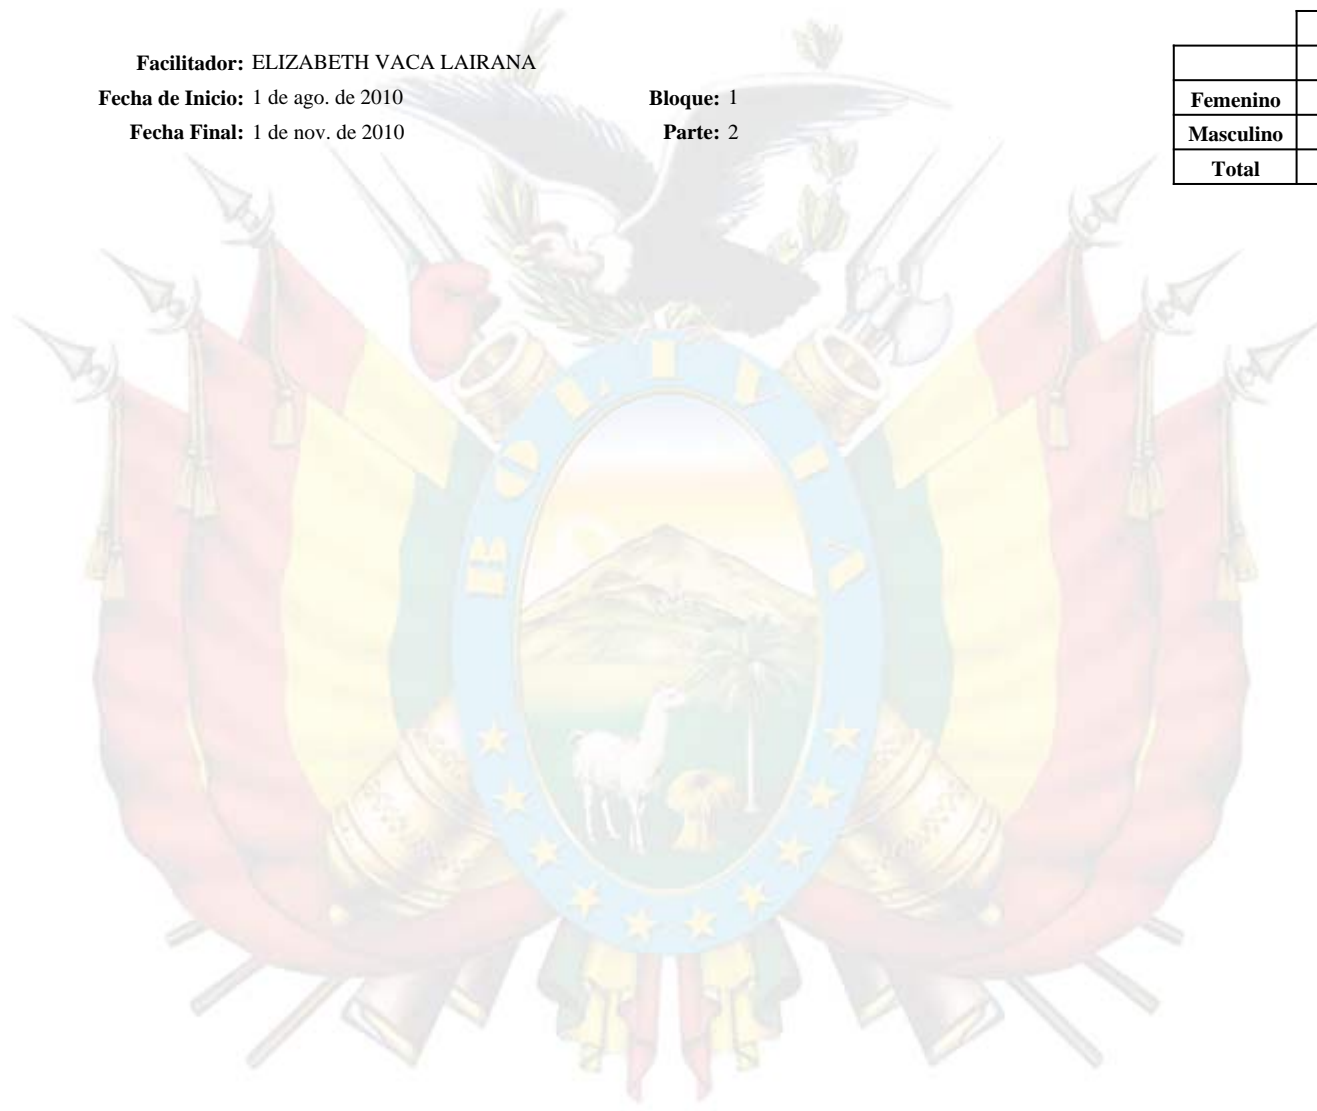 Facilitador: ELIZABETH VACA LAIRANA
Fecha de Inicio: 1 de ago. de 2010 Bloque: 1
Fecha Final: 1 de nov. de 2010 Parte: 2
Femenino
Masculino
Total
BOLIVIA